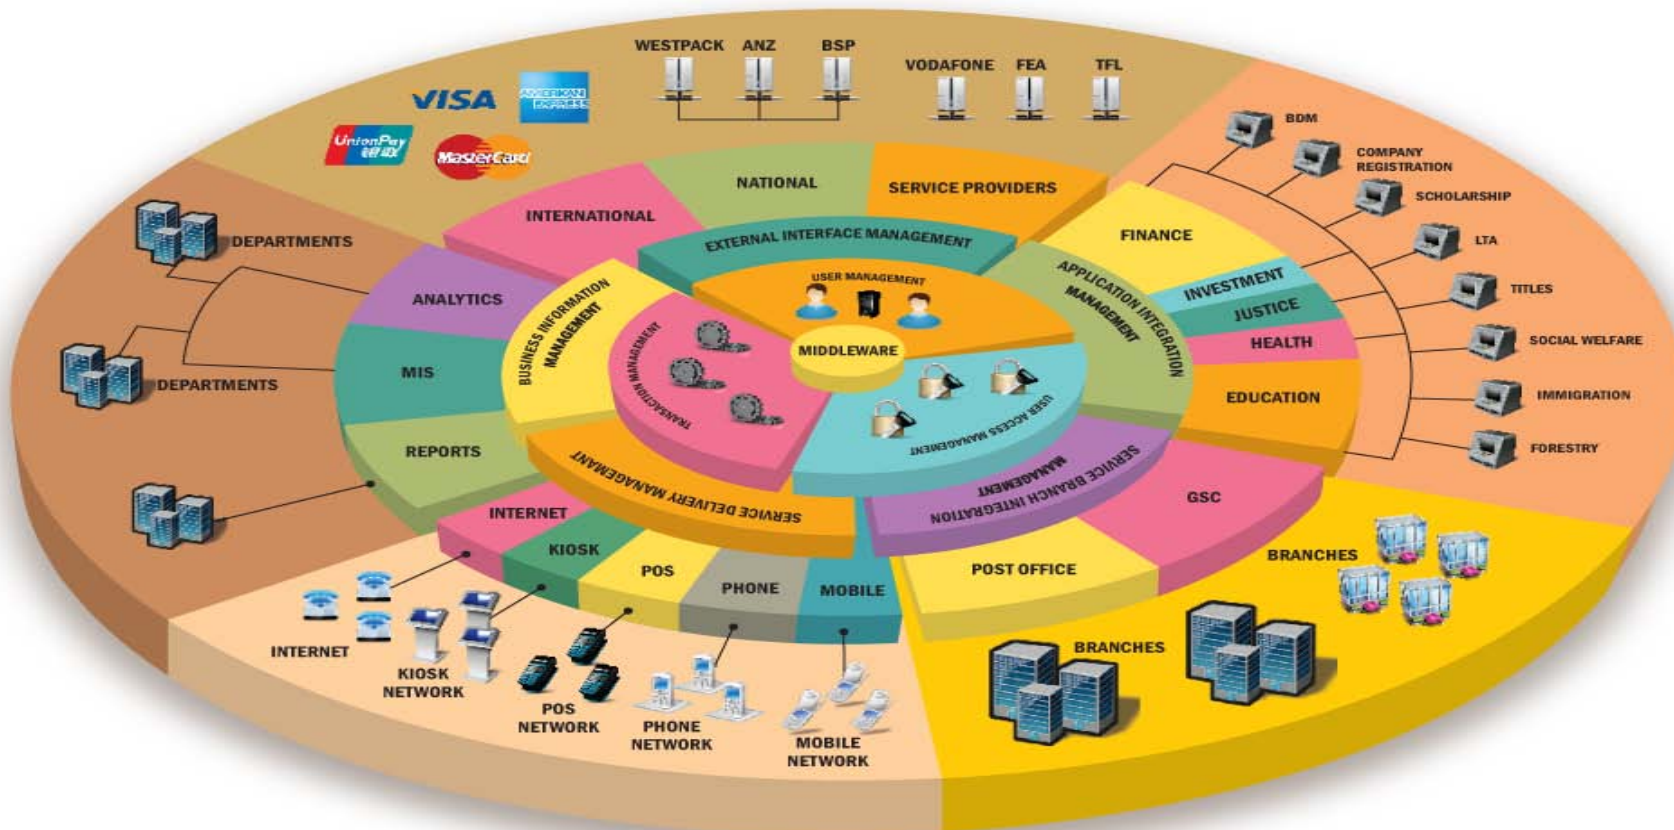 WESTPACK
ANZ
BSP
VODAFONE
FEA
TFL
VISA
AMERICAN
EXPRESS
UnionPay
MasterCard
BDM
COMPANY
REGISTRATION
SCHOLARSHIP
LTA
TITLES
SOCIAL WELFARE
IMMIGRATION
FORESTRY
INTERNATIONAL
NATIONAL
SERVICE PROVIDERS
FINANCE
INVESTMENT
JUSTICE
HEALTH
EDUCATION
DEPARTMENTS
DEPARTMENTS
ANALYTICS
MIS
REPORTS
EXTERNAL INTERFACE MANAGEMENT
BUSINESS INFORMATION
MANAGEMENT
APPLICATION INTEGRATION
MANAGEMENT
USER MANAGEMENT
TRANSACTION MANAGEMENT
MIDDLEWARE
USER ACCESS MANAGEMENT
SERVICE DELIVERY MANAGEMANT
SERVICE BRANCH INTEGRATION
MANAGEMENT
INTERNET
KIOSK
POS
PHONE
MOBILE
POST OFFICE
GSC
INTERNET
KIOSK
NETWORK
POS
NETWORK
PHONE
NETWORK
MOBILE
NETWORK
BRANCHES
BRANCHES